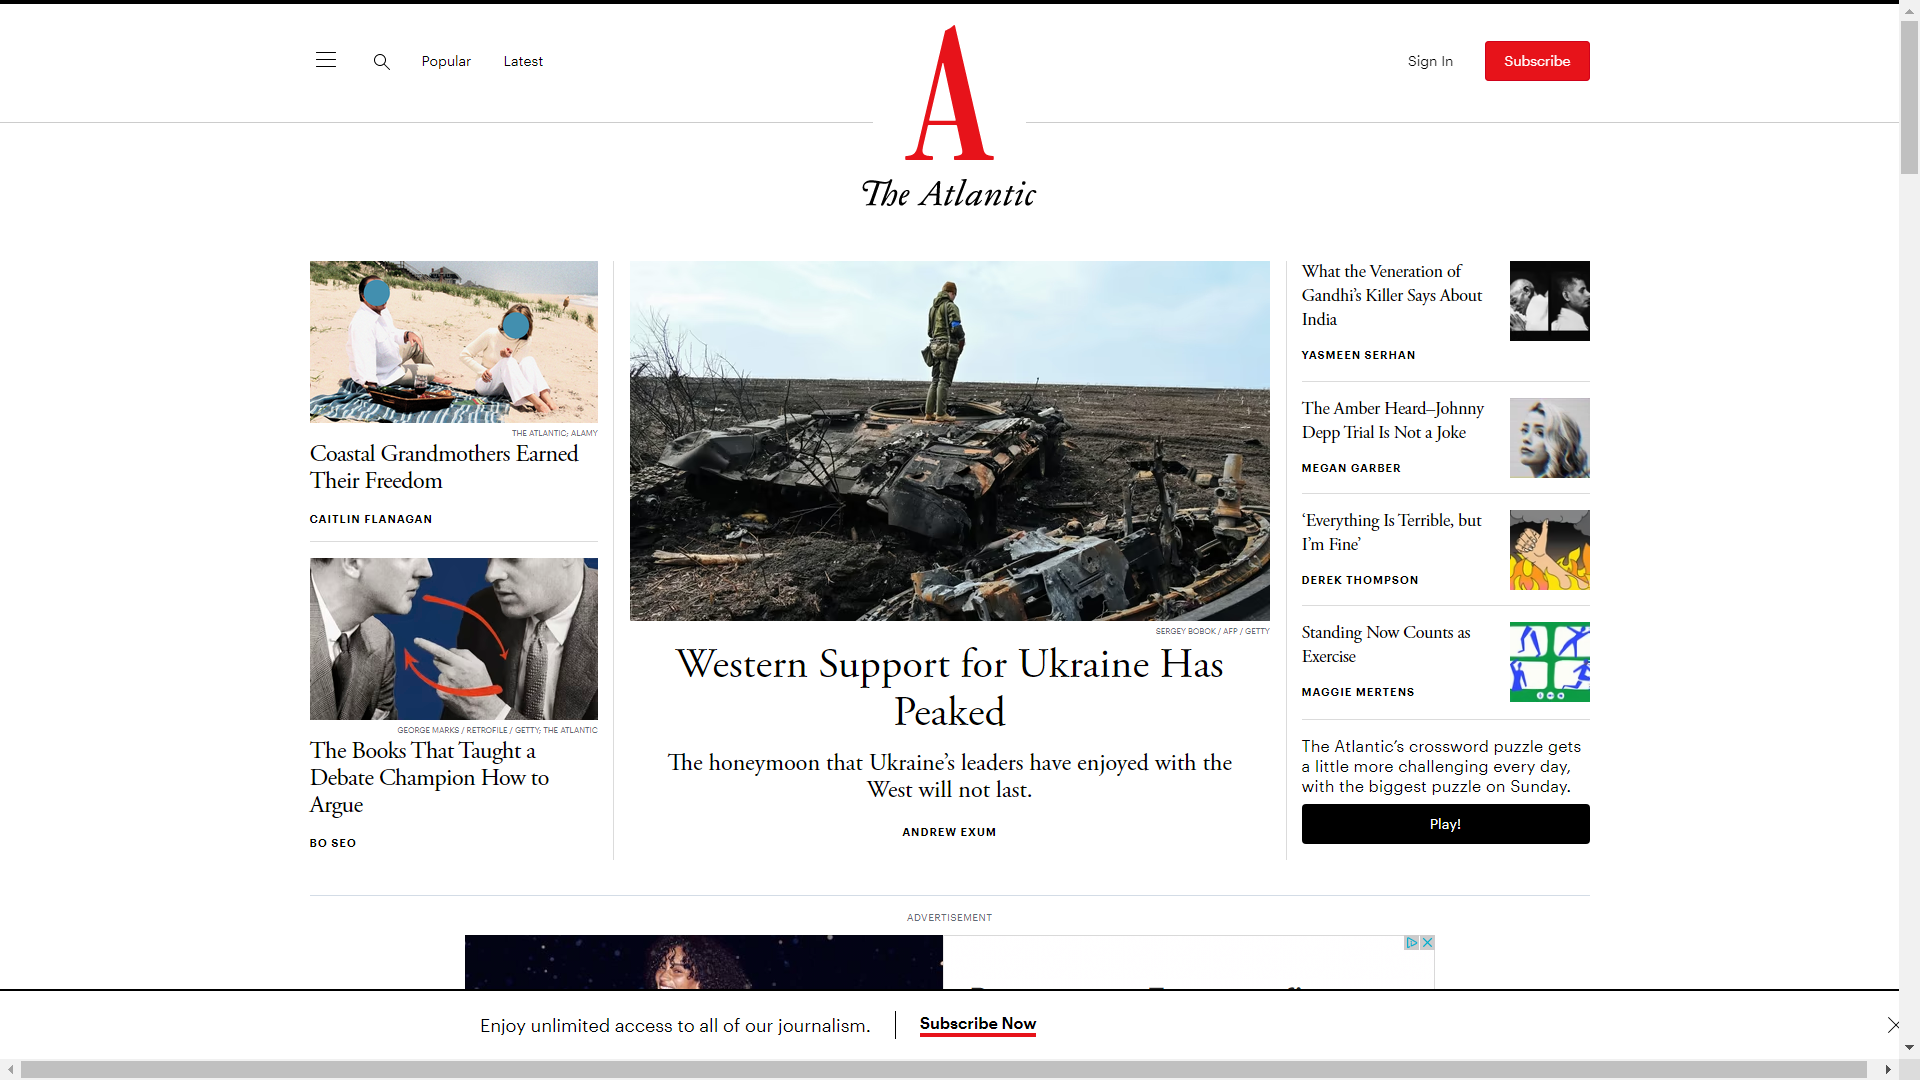 Popular
Latest
A
Sign In
Subscribe
The Atlantic
THE ATLANTIC; ALAMY
Coastal Grandmothers Earned
Their Freedom
CAITLIN FLANAGAN
GEORGE MARKS / RETROFILE / GETTY; THE ATLANTIC
The Books That Taught a
Debate Champion How to
Argue
BO SEO
SERGEY BOBOK / AFP / GETTY
Western Support for Ukraine Has
Peaked
The honeymoon that Ukraine’s leaders have enjoyed with the
West will not last.
ANDREW EXUM
What the Veneration of
Gandhi’s Killer Says About
India
YASMEEN SERHAN
The Amber Heard–Johnny
Depp Trial Is Not a Joke
MEGAN GARBER
‘Everything Is Terrible, but
I’m Fine’
DEREK THOMPSON
Standing Now Counts as
Exercise
MAGGIE MERTENS
The Atlantic’s crossword puzzle gets
a little more challenging every day,
with the biggest puzzle on Sunday.
Play!
ADVERTISEMENT
Enjoy unlimited access to all of our journalism.
Subscribe Now